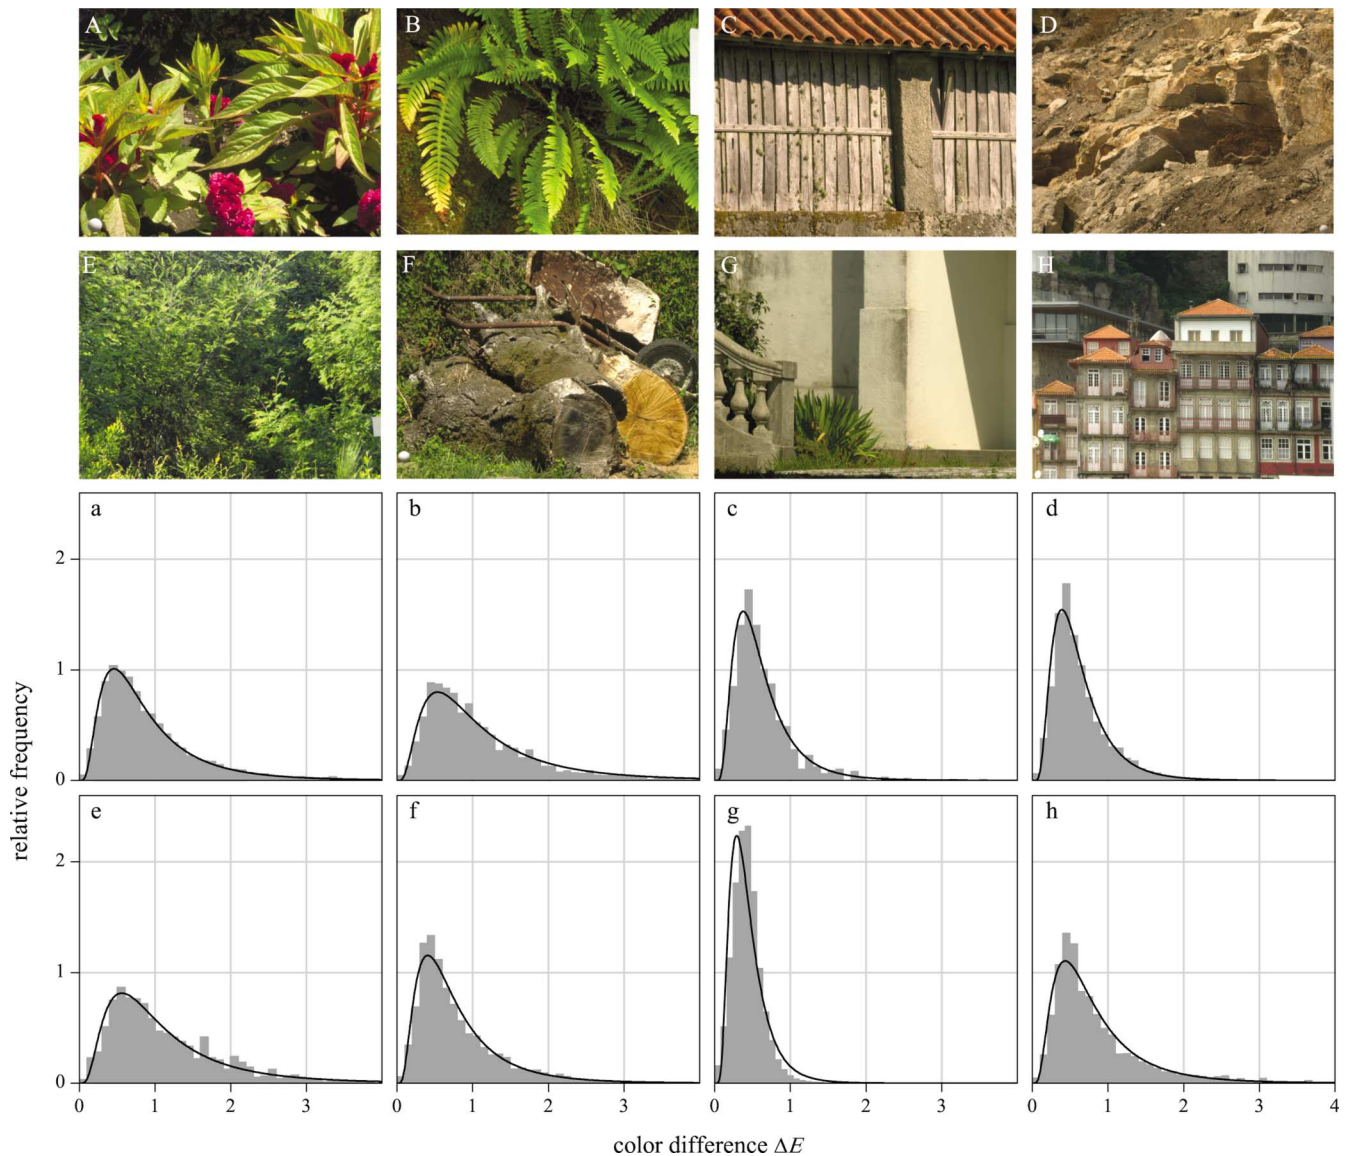 A B C D
E F G H
a b c d
2
1
0
e f g h
2
1
0
0 1 2 3 0 1 2 3 0 1 2 3 0 1 2 3 4
relative frequency
color difference ΔE